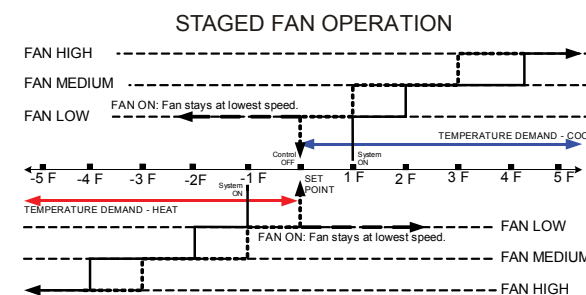 STAGED FAN OPERATION
FAN HIGH
FAN MEDIUM
FAN ON: Fan stays at lowest speed.
FAN LOW
TEMPERATURE DEMAND - COO
Control OFF
System ON
-5 F -4 F -3 F -2 F -1 F 1 F 2 F 3 F 4 F 5 F
SET POINT
System ON
TEMPERATURE DEMAND - HEAT
FAN LOW
FAN ON: Fan stays at lowest speed.
FAN MEDIUM
FAN HIGH